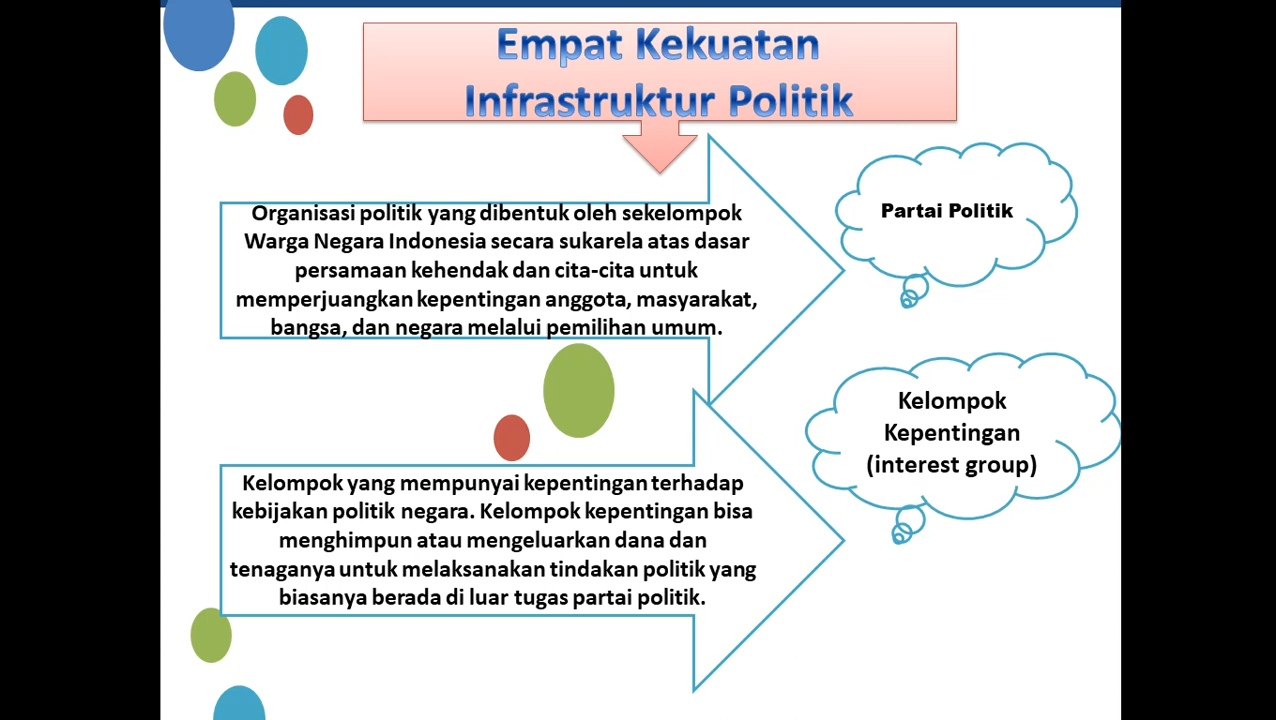 Empat Kekuatan
Infrastruktur Politik
Organisasi politik yang dibentuk oleh sekelompok
Warga Negara Indonesia secara sukarela atas dasar
persamaan kehendak dan cita-cita untuk
memperjuangkan kepentingan anggota, masyarakat,
bangsa, dan negara melalui pemilihan umum.
Partai Politik
Kelompok yang mempunyai kepentingan terhadap
kebijakan politik negara. Kelompok kepentingan bisa
menghimpun atau mengeluarkan dana dan
tenaganya untuk melaksanakan tindakan politik yang
biasanya berada di luar tugas partai politik.
Kelompok
Kepentingan
(interest group)